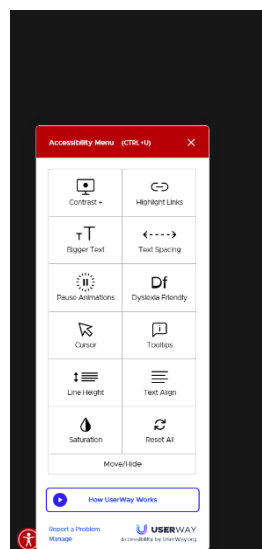 Accessibility Menu (CTRL+U)
Contrast + Highlight Links
Bigger Text Text Spacing
Df
Pause Animations Dyslexia Friendly
Cursor Tooltips
Line Height Text Align
Saturation Reset All
Move/Hide
How UserWay Works
Report a Problem USERWAY
Manage Accessibility by UserWay.org